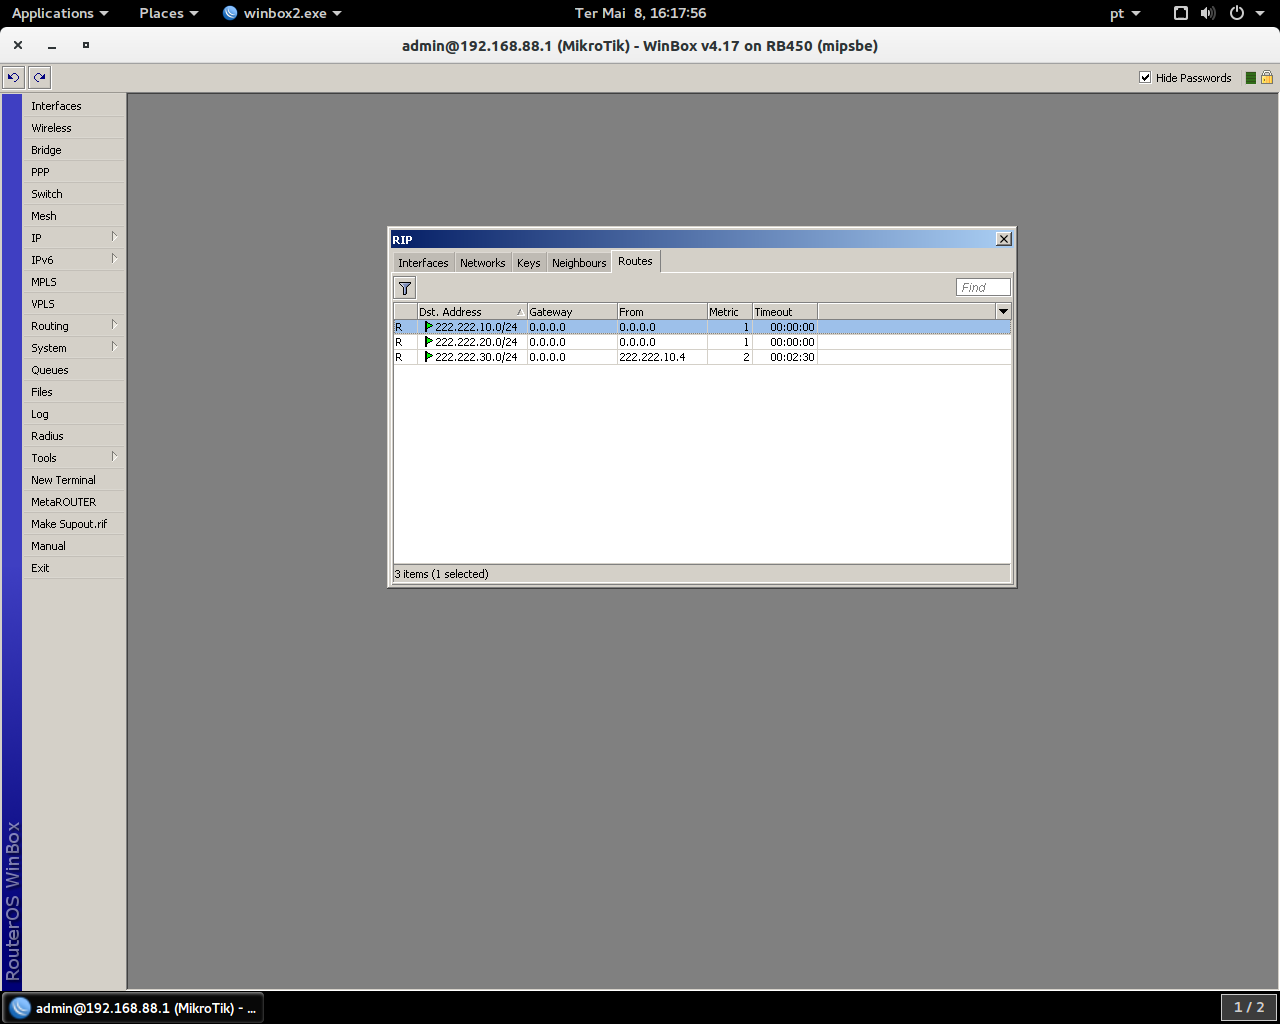 Applications Places winbox2.exe Ter Mai 8, 16:17:56 pt
admin@192.168.88.1 (MikroTik) - WinBox v4.17 on RB450 (mipsbe)
Hide Passwords
Interfaces
Wireless
Bridge
PPP
Switch
Mesh
IP
IPv6
MPLS
VPLS
Routing
System
Queues
Files
Log
Radius
Tools
New Terminal
MetaROUTER
Make Supout.rif
Manual
Exit
RouterOS WinBox
RIP
Interfaces Networks Keys Neighbours Routes
Find
Dst. Address Gateway From Metric Timeout
R 222.222.10.0/24 0.0.0.0 0.0.0.0 1 00:00:00
R 222.222.20.0/24 0.0.0.0 0.0.0.0 1 00:00:00
R 222.222.30.0/24 0.0.0.0 222.222.10.4 2 00:02:30
3 items (1 selected)
admin@192.168.88.1 (MikroTik) - ...
1 / 2